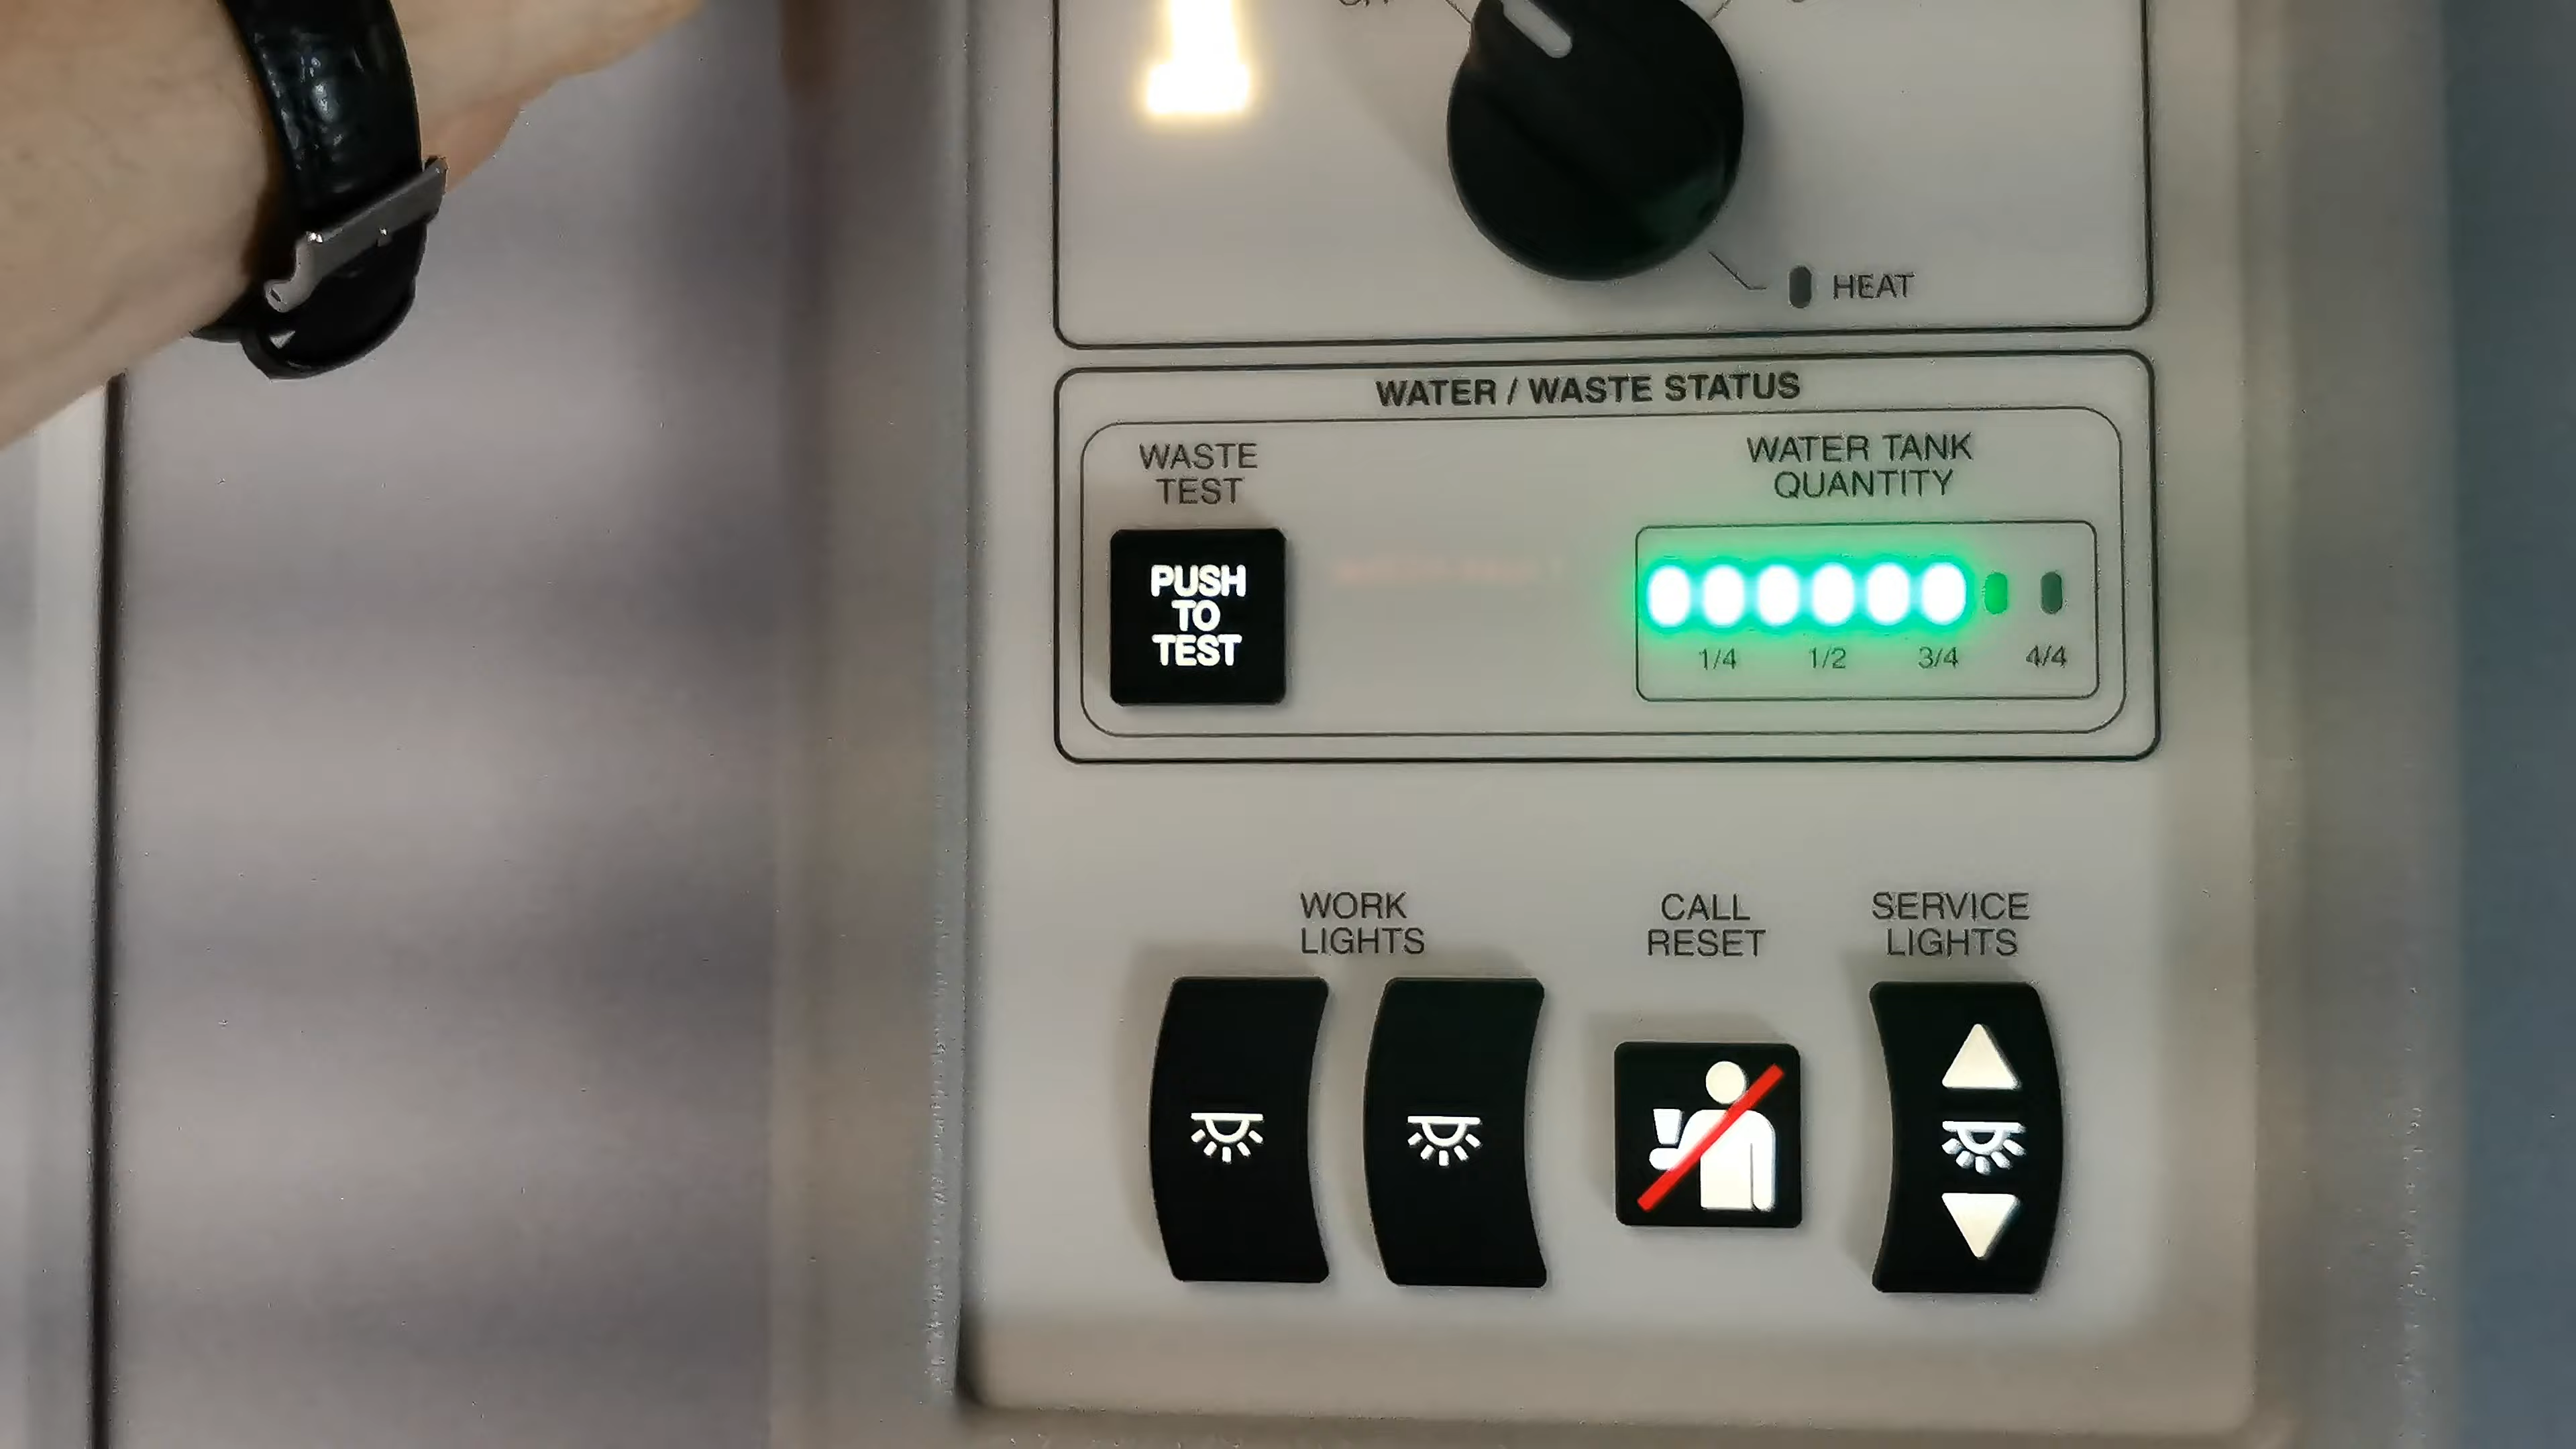 HEAT
WATER / WASTE STATUS
WASTE
TEST
WATER TANK
QUANTITY
PUSH
TO
TEST
1/4 1/2 3/4 4/4
WORK
LIGHTS
CALL
RESET
SERVICE
LIGHTS